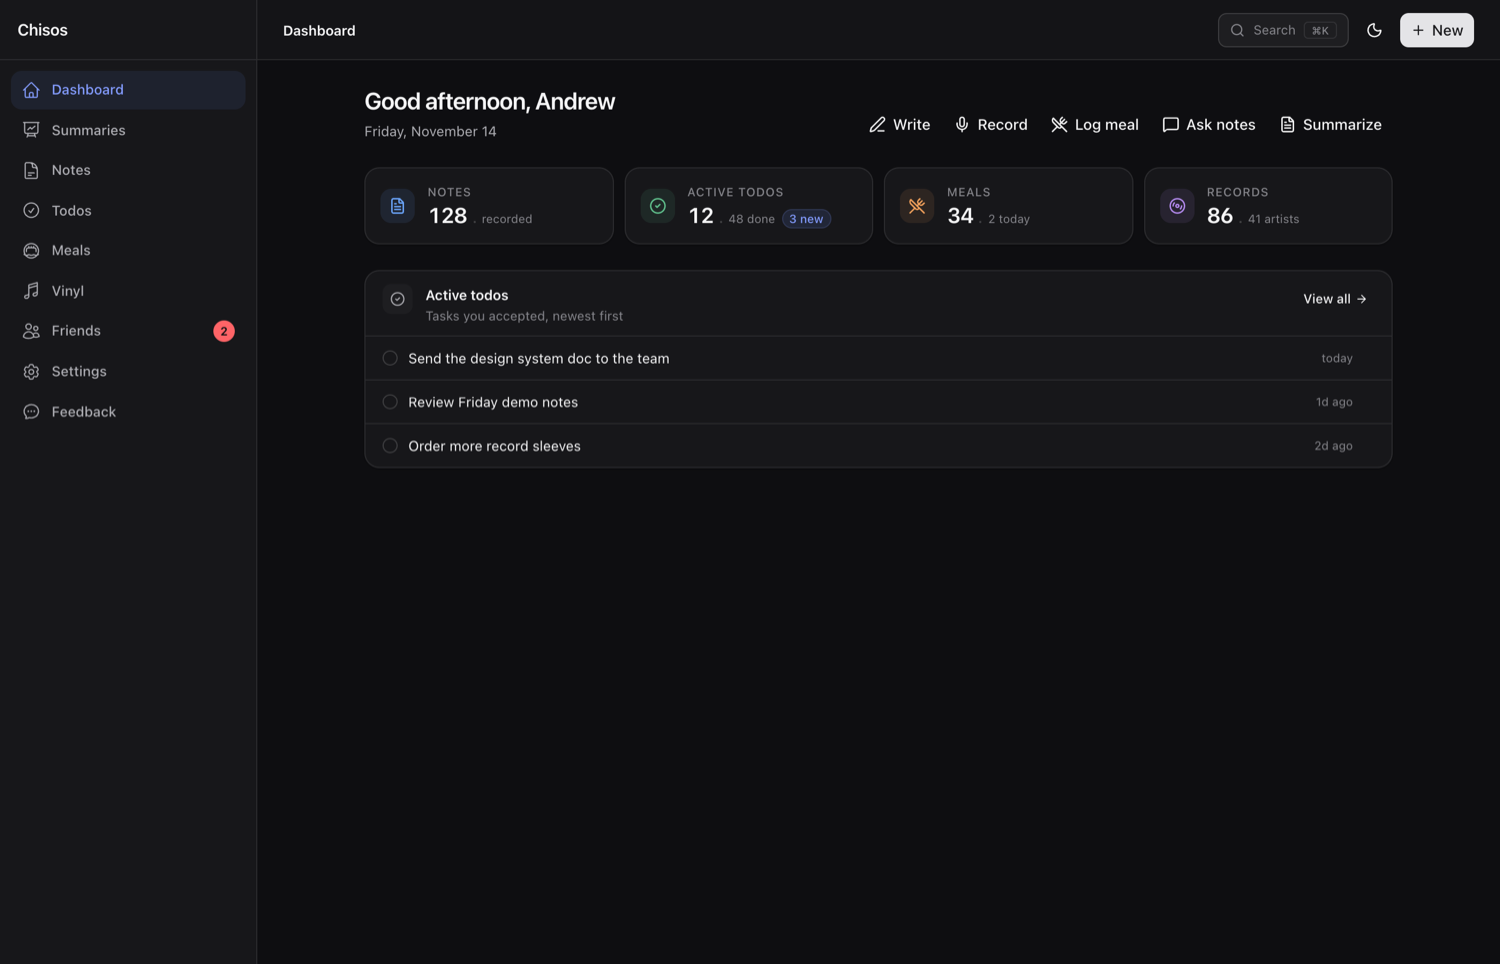 Chisos
Dashboard
Search ⌘K
+ New
Dashboard
Summaries
Notes
Todos
Meals
Vinyl
Friends 2
Settings
Feedback
Good afternoon, Andrew
Friday, November 14
Write
Record
Log meal
Ask notes
Summarize
NOTES
128 . recorded
ACTIVE TODOS
12 . 48 done 3 new
MEALS
34 . 2 today
RECORDS
86 . 41 artists
Active todos
Tasks you accepted, newest first
View all →
Send the design system doc to the team today
Review Friday demo notes 1d ago
Order more record sleeves 2d ago